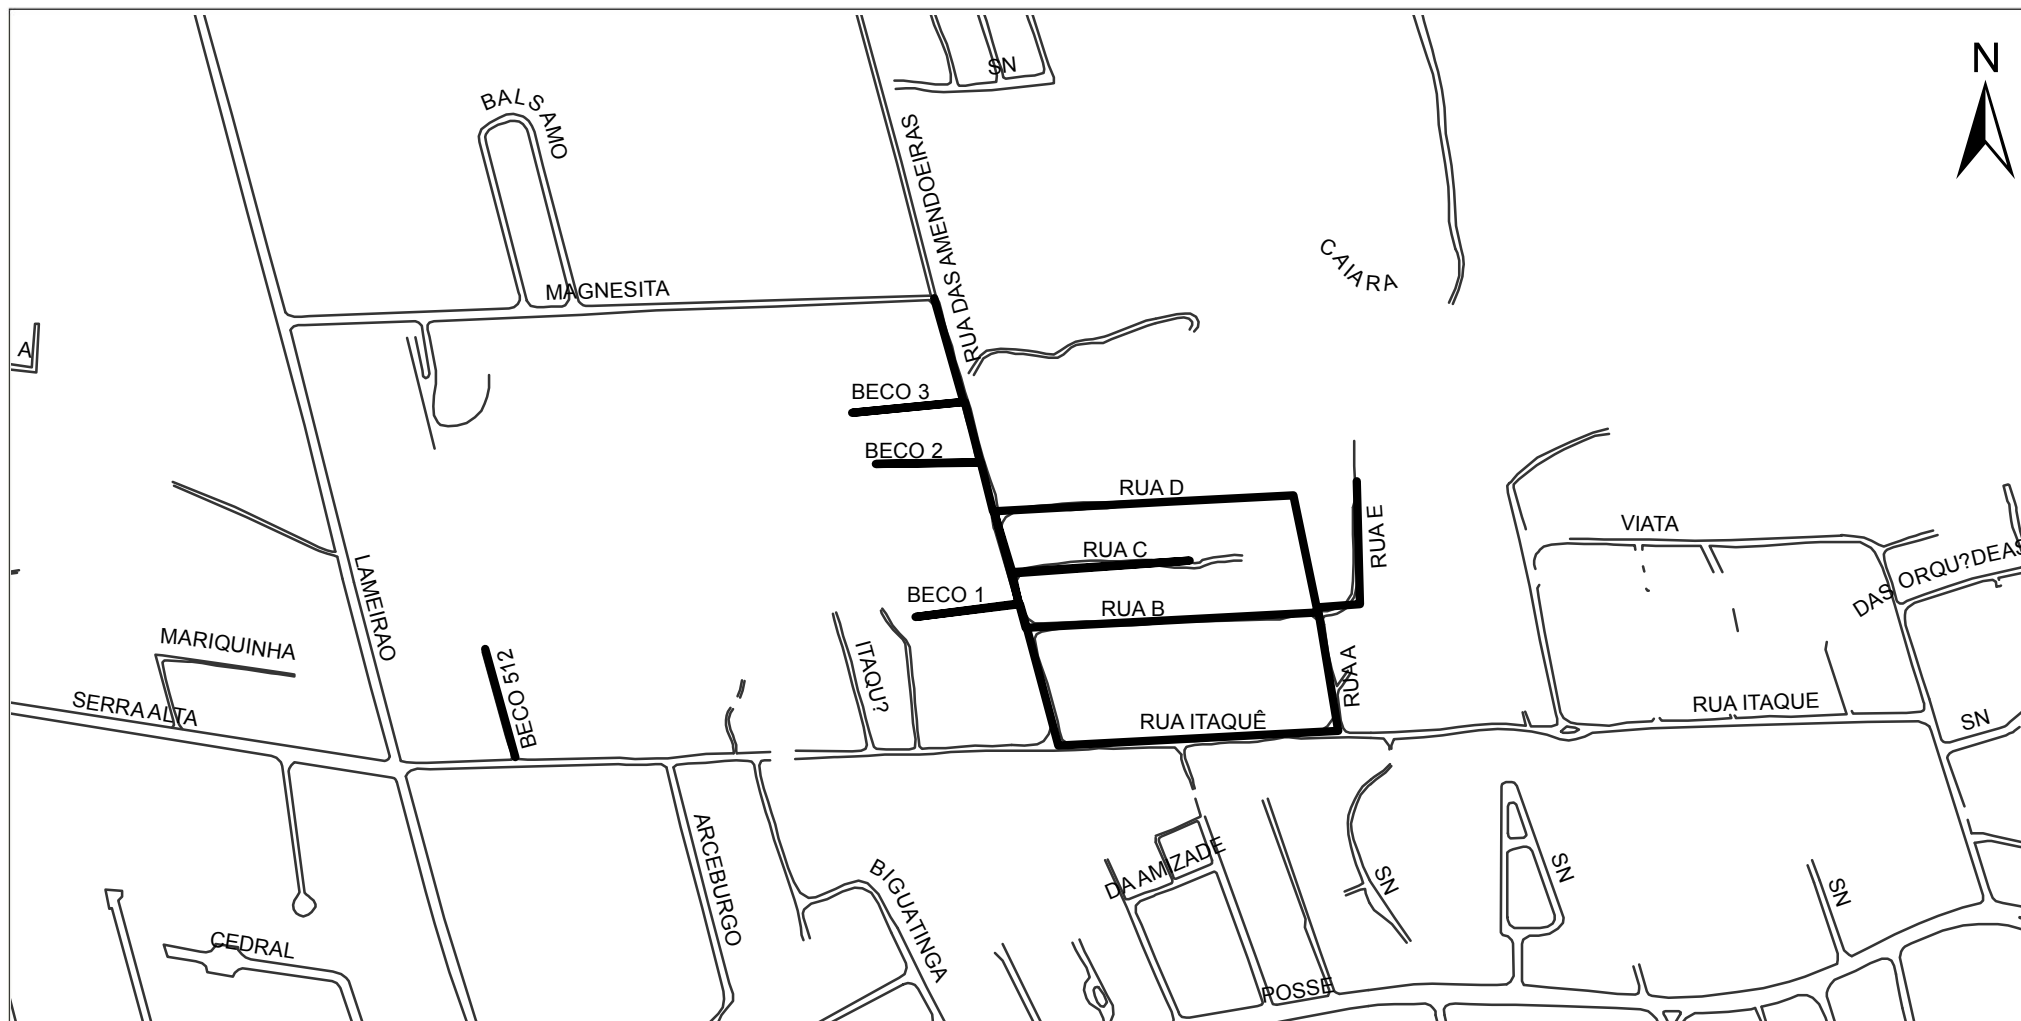 N
SN
BALSAMO
RUA DAS AMENDOEIRAS
CAIARA
MAGNESITA
A
BECO 3
BECO 2
RUA D
RUA E
VIATA
RUA C
DAS ORQU?DEAS
BECO 1
RUA B
LAMEIRAO
MARIQUINHA
ITAQU?
RUA A
BECO 512
SERRA ALTA
RUA ITAQUÊ
RUA ITAQUE
SN
ARCEBURGO
BIGUATINGA
DA AMIZADE
SN
SN
SN
CEDRAL
POSSE